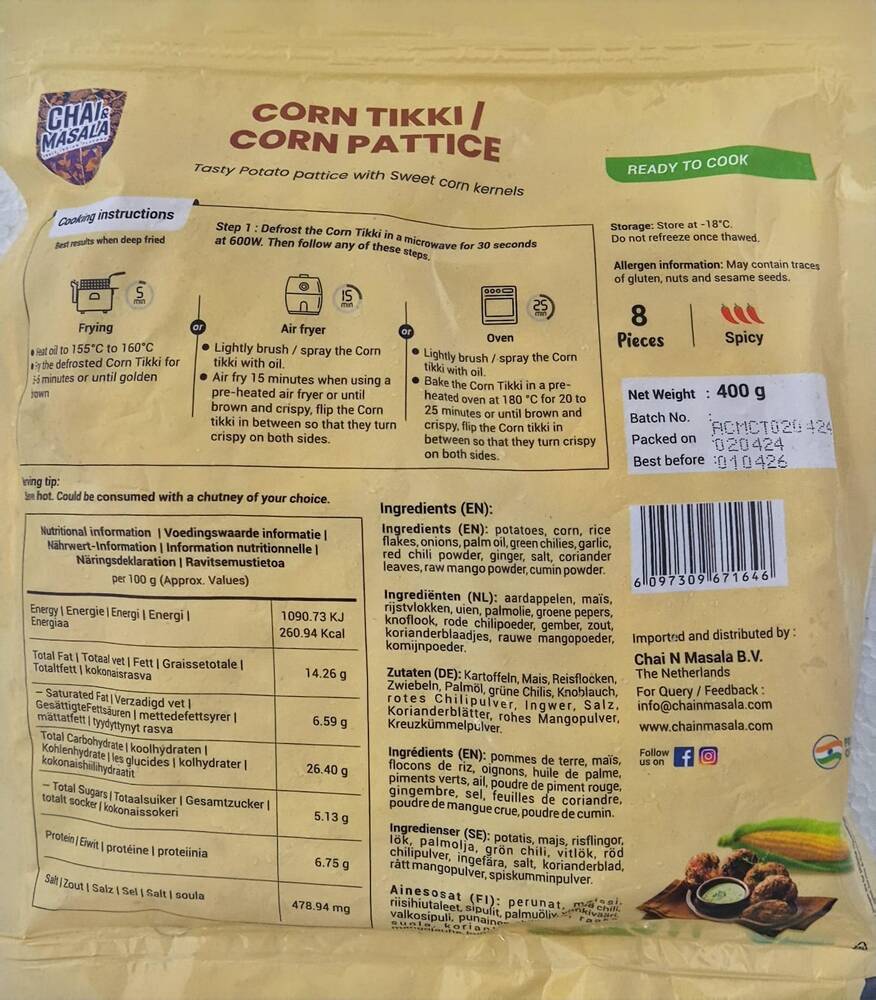 CHAI &
MASALA
CORN TIKKI /
CORN PATTICE
Tasty Potato pattice with Sweet corn kernels
READY TO COOK
Cooking instructions
Best results when deep fried
Step 1 : Defrost the Corn Tikki in a microwave for 30 seconds
at 600W. Then follow any of these steps.
5
min
Frying
• Heat oil to 155°C to 160°C
• Fry the defrosted Corn Tikki for
minutes or until golden
or
15
min
Air fryer
• Lightly brush / spray the Corn
tikki with oil.
• Air fry 15 minutes when using a
pre-heated air fryer or until
brown and crispy, flip the Corn
tikki in between so that they turn
crispy on both sides.
or
25
min
Oven
• Lightly brush / spray the Corn
tikki with oil.
• Bake the Corn Tikki in a pre-
heated oven at 180 °C for 20 to
25 minutes or until brown and
crispy, flip the Corn tikki in
between so that they turn crispy
on both sides.
Storage: Store at -18°C.
Do not refreeze once thawed.
Allergen information: May contain traces
of gluten, nuts and sesame seeds.
8
Pieces
Spicy
Net Weight : 400 g
Batch No. : ACMCT020424
Packed on : 020424
Best before : 010426
tip:
hot. Could be consumed with a chutney of your choice.
Nutritional information | Voedingswaarde informatie |
Nährwert-Information | Information nutritionnelle |
Näringsdeklaration | Ravitsemustietoa
per 100 g (Approx. Values)
Energy | Energie | Energi | Energi |
Energiaa
1090.73 KJ
260.94 Kcal
Total Fat | Totaal vet | Fett | Graissetotale |
Totaltfett | kokonaisrasva
14.26 g
– Saturated Fat | Verzadigd vet |
GesättigteFettsäuren | mettedefettsyrer |
mättatfett | tyydyttynyt rasva
6.59 g
Total Carbohydrate | koolhydraten |
Kohlenhydrate | les glucides | kolhydrater |
kokonaishiilihydraatit
26.40 g
– Total Sugars | Totaalsuiker | Gesamtzucker |
totalt socker | kokonaissokeri
5.13 g
Protein | Eiwit | protéine | proteiinia
6.75 g
Salt | Zout | Salz | Sel | Salt | suola
478.94 mg
Ingredients (EN):
Ingredients (EN): potatoes, corn, rice
flakes, onions, palm oil, green chilies, garlic,
red chili powder, ginger, salt, coriander
leaves, raw mango powder, cumin powder.
Ingrediënten (NL): aardappelen, maïs,
rijstvlokken, uien, palmolie, groene pepers,
knoflook, rode chilipoeder, gember, zout,
korianderblaadjes, rauwe mangopoeder,
komijnpoeder.
Zutaten (DE): Kartoffeln, Mais, Reisflocken,
Zwiebeln, Palmöl, grüne Chilis, Knoblauch,
rotes Chilipulver, Ingwer, Salz,
Korianderblätter, rohes Mangopulver,
Kreuzkümmelpulver.
Ingrédients (EN): pommes de terre, maïs,
flocons de riz, oignons, huile de palme,
piments verts, ail, poudre de piment rouge,
gingembre, sel, feuilles de coriandre,
poudre de mangue crue, poudre de cumin.
Ingredienser (SE): potatis, majs, risflingor,
lök, palmolja, grön chili, vitlök, röd
chilipulver, ingefära, salt, korianderblad,
rått mangopulver, spiskumminpulver.
Ainesosat (FI): perunat,
riisihiutaleet, sipulit, palmuöljy,
valkosipuli,
6 097309 671646
Imported and distributed by :
Chai N Masala B.V.
The Netherlands
For Query / Feedback :
info@chainmasala.com
www.chainmasala.com
Follow
us on